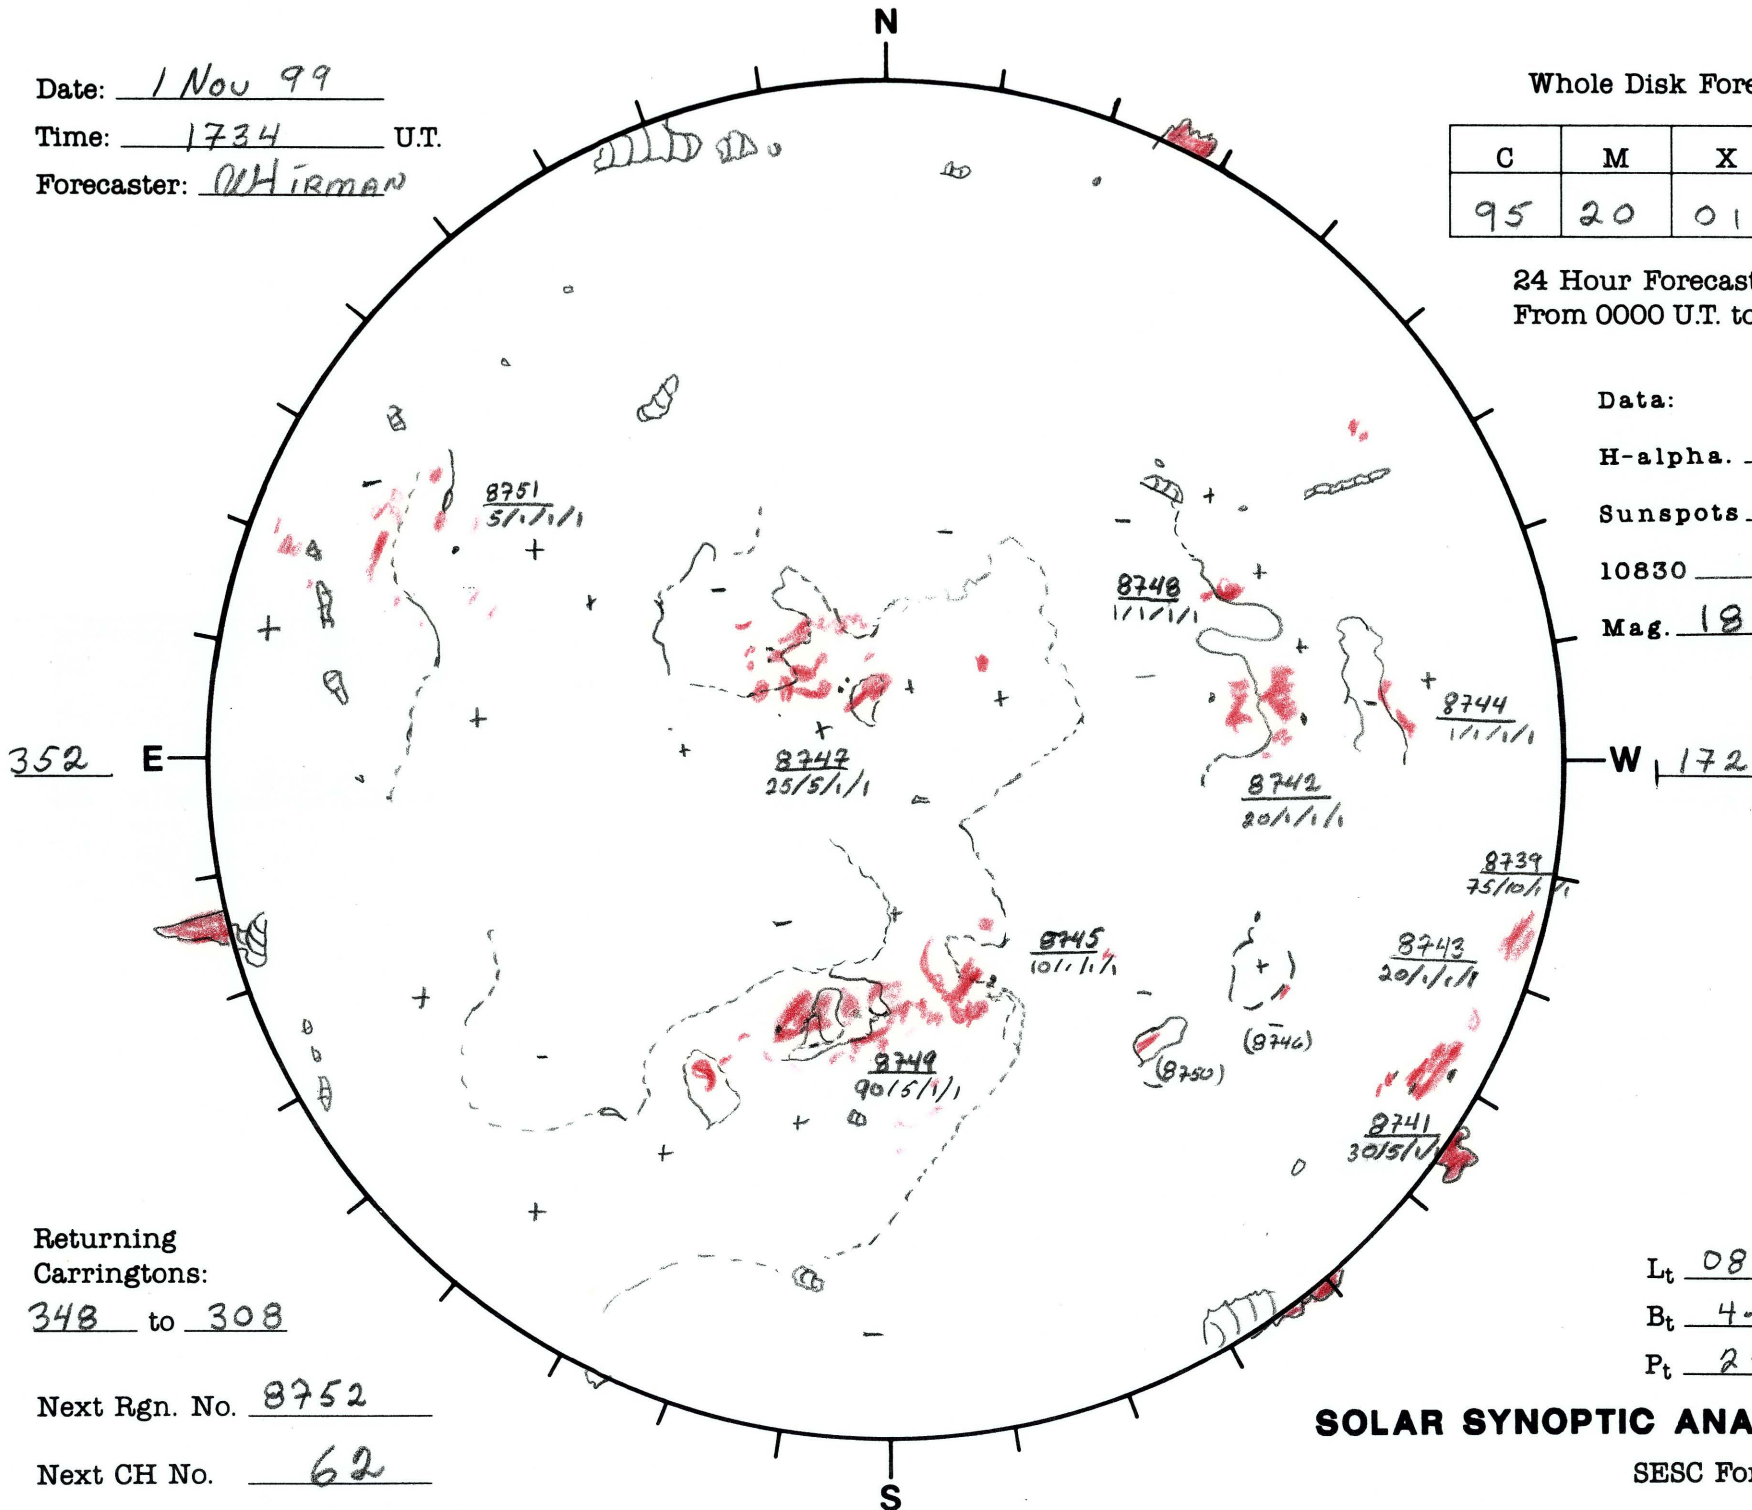 N
Date: 1 Nov 99
Time: 1734 U.T.
Forecaster:
Whole Disk Fore
C M X
95 20 01
24 Hour Forecast
From 0000 U.T. to
Data:
H-alpha.
Sunspots
10830
Mag. 18
8751
5/1/1/1
8748
1/1/1/1
8744
1/1/1/1
8747
25/5/1/1
8742
20/1/1/1
352 E
W 172
8739
75/10/1/1
8745
10/1/1/1
8743
20/1/1/1
(8746)
(8750)
8749
90/5/1/1
8741
30/5/1/1
Returning
Carringtons:
348 to 308
Next Rgn. No. 8752
Next CH No. 62
Lt 08
Bt 4
Pt 2
SOLAR SYNOPTIC ANA
SESC For
S